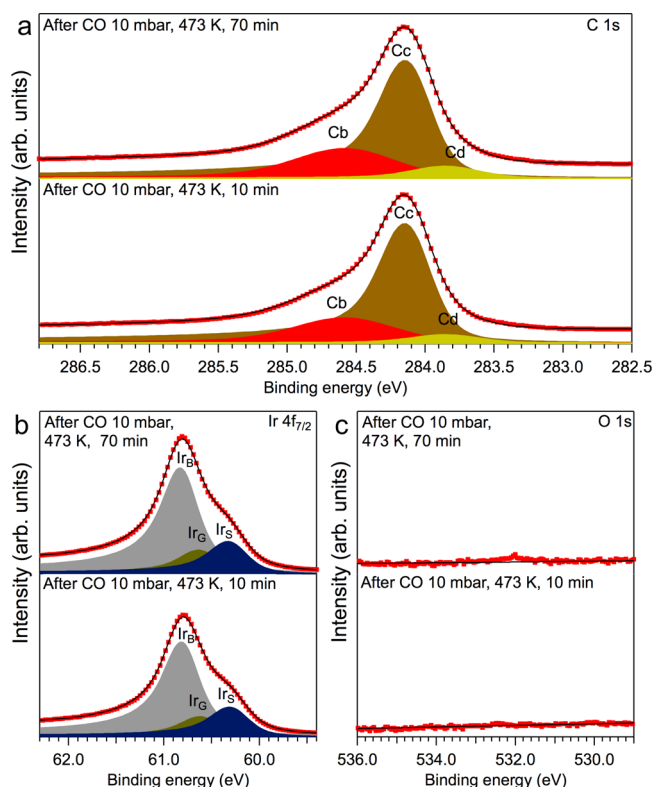 a
After CO 10 mbar, 473 K, 70 min
C 1s
Cc
Cb
Cd
After CO 10 mbar, 473 K, 10 min
Cc
Cb
Cd
Intensity (arb. units)
286.5 286.0 285.5 285.0 284.5 284.0 283.5 283.0 282.5
Binding energy (eV)
b
After CO 10 mbar,
473 K, 70 min
Ir 4f7/2
IrB
IrG
IrS
After CO 10 mbar, 473 K, 10 min
IrB
IrG
IrS
Intensity (arb. units)
62.0 61.0 60.0
Binding energy (eV)
c
After CO 10 mbar,
473 K, 70 min
O 1s
After CO 10 mbar, 473 K, 10 min
Intensity (arb. units)
536.0 534.0 532.0 530.0
Binding energy (eV)